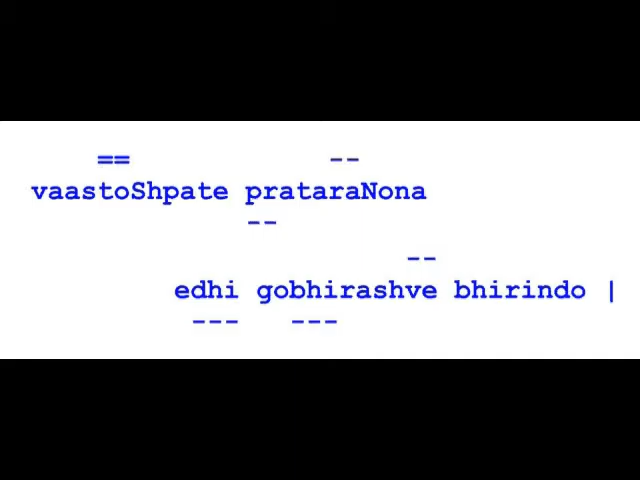 == --
vaastoShpate prataraNona
--
--
edhi gobhirashve bhirindo |
--- ---